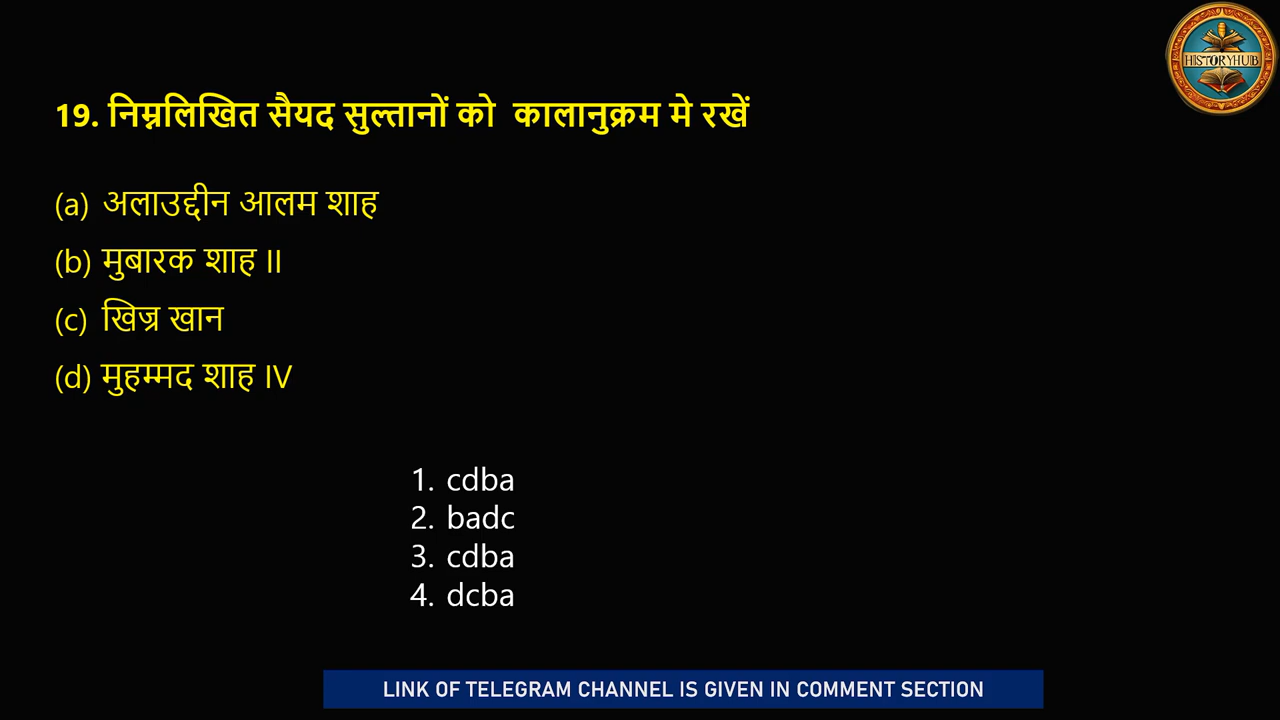 HISTORYHUB
19. निम्नलिखित सैयद सुल्तानों को कालानुक्रम मे रखें
(a) अलाउद्दीन आलम शाह
(b) मुबारक शाह II
(c) खिज्र खान
(d) मुहम्मद शाह IV
1. cdba
2. badc
3. cdba
4. dcba
LINK OF TELEGRAM CHANNEL IS GIVEN IN COMMENT SECTION